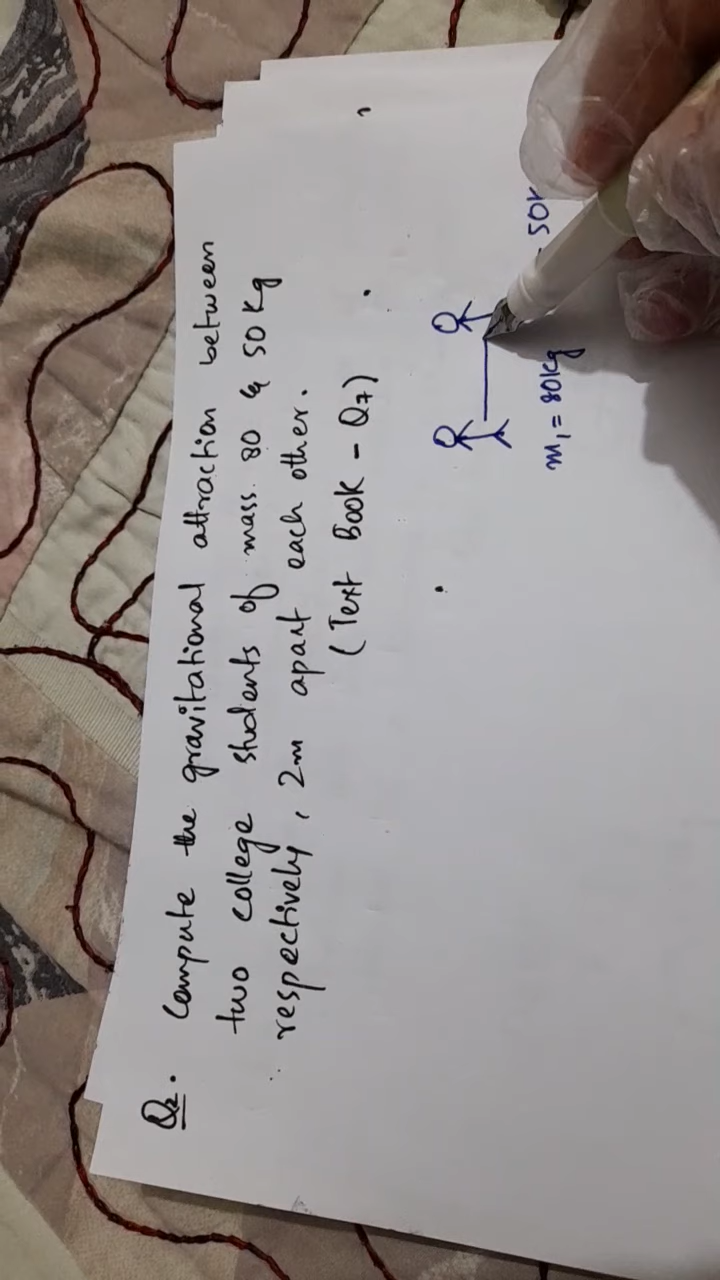 Q2. Compute the gravitational attraction between
two college students of mass 80 & 50 Kg
respectively, 2m apart each other.
(Text Book - Q7)
m₁ = 80kg 50k